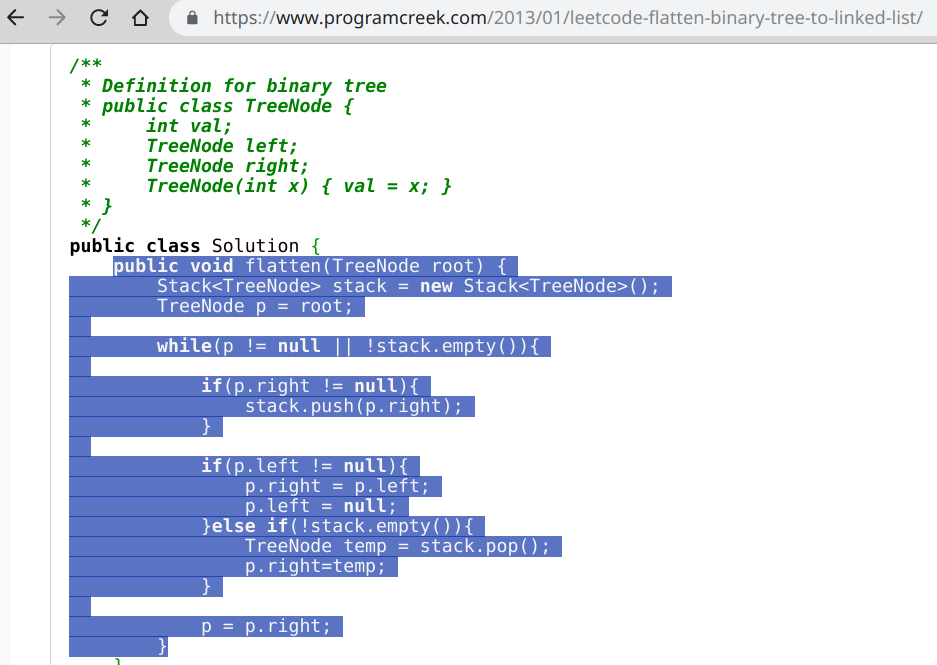 https://www.programcreek.com/2013/01/leetcode-flatten-binary-tree-to-linked-list/
/**
 * Definition for binary tree
 * public class TreeNode {
 *     int val;
 *     TreeNode left;
 *     TreeNode right;
 *     TreeNode(int x) { val = x; }
 * }
 */
public class Solution {
    public void flatten(TreeNode root) {
        Stack<TreeNode> stack = new Stack<TreeNode>();
        TreeNode p = root;
        while(p != null || !stack.empty()){
            if(p.right != null){
                stack.push(p.right);
            }
            if(p.left != null){
                p.right = p.left;
                p.left = null;
            }else if(!stack.empty()){
                TreeNode temp = stack.pop();
                p.right=temp;
            }
            p = p.right;
        }
    }